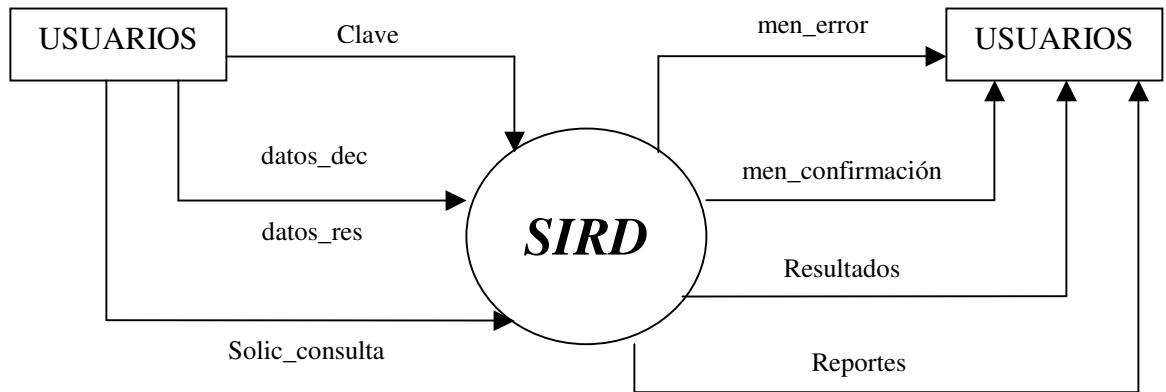 USUARIOS
Clave
men_error
USUARIOS
datos_dec
men_confirmación
datos_res
SIRD
Resultados
Solic_consulta
Reportes